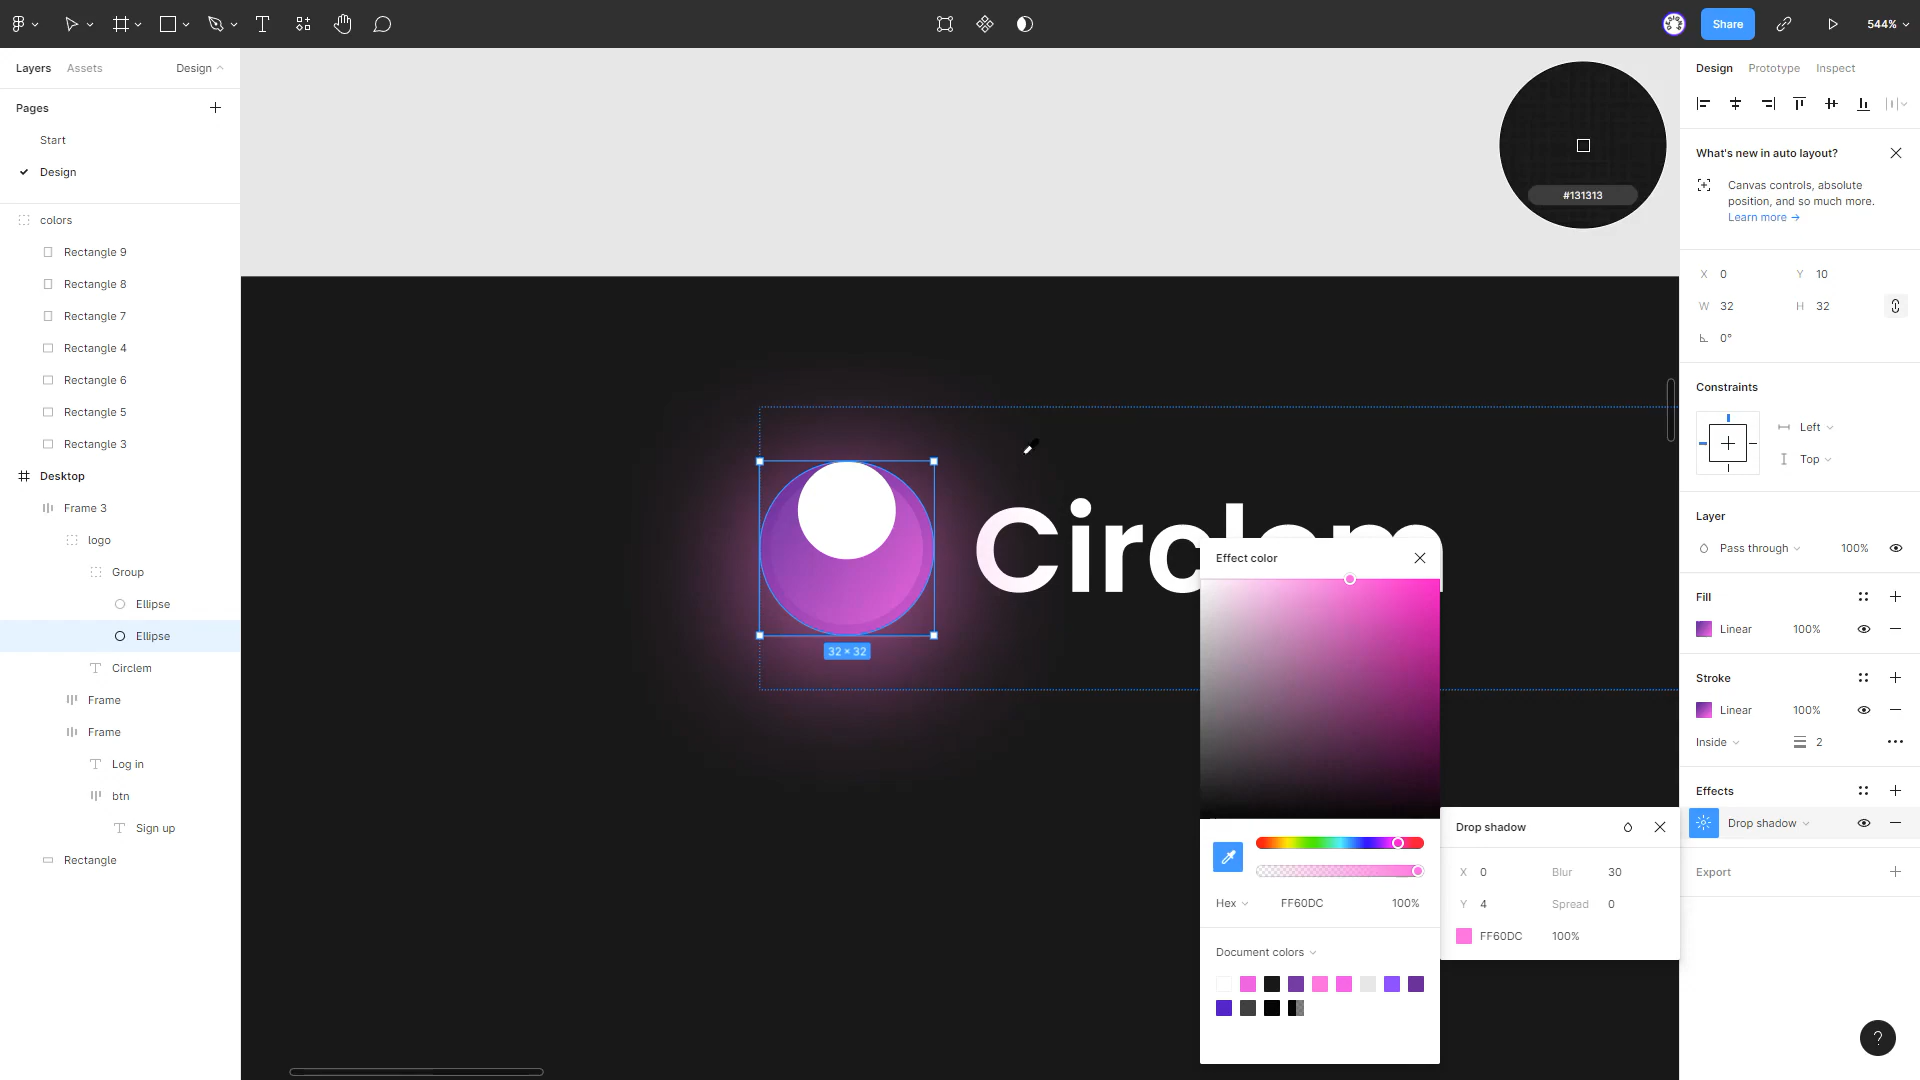 Share
544%
Layers
Assets
Design
Pages
Start
Design
colors
Rectangle 9
Rectangle 8
Rectangle 7
Rectangle 4
Rectangle 6
Rectangle 5
Rectangle 3
Desktop
Frame 3
logo
Group
Ellipse
Ellipse
Circlem
Frame
Frame
Log in
btn
Sign up
Rectangle
#131313
Circlem
32 × 32
Effect color
Hex
FF60DC
100%
Document colors
Drop shadow
X 0
Blur 30
Y 4
Spread 0
FF60DC 100%
Design
Prototype
Inspect
What's new in auto layout?
Canvas controls, absolute
position, and so much more.
Learn more →
X 0
Y 10
W 32
H 32
0°
Constraints
Left
Top
Layer
Pass through
100%
Fill
Linear
100%
Stroke
Linear
100%
Inside
2
Effects
Drop shadow
Export
?